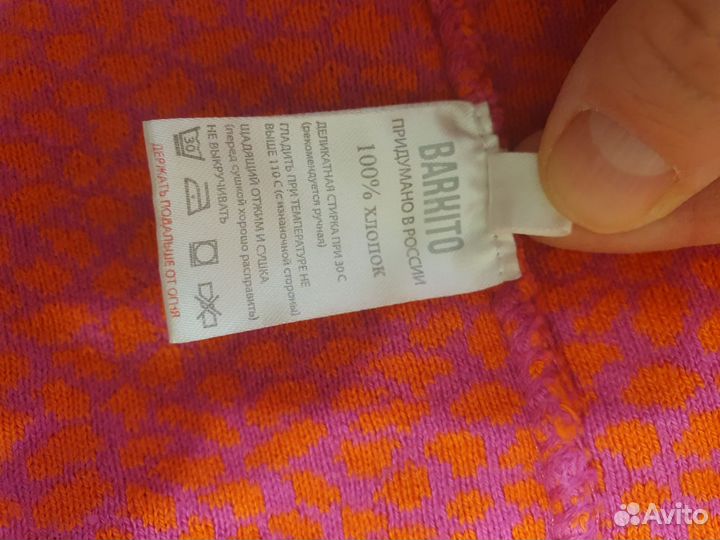 BARKITO
ПРИДУМАНО В РОССИИ
100% ХЛОПОК
ДЕЛИКАТНАЯ СТИРКА ПРИ 30 С
(рекомендуется ручная)
ГЛАДИТЬ ПРИ ТЕМПЕРАТУРЕ НЕ
ВЫШЕ 110 С (с изнаночной стороны)
ЩАДЯЩИЙ ОТЖИМ И СУШКА
(перед сушкой хорошо расправить)
НЕ ВЫКРУЧИВАТЬ
30
ДЕРЖАТЬ ПОДАЛЬШЕ ОТ ОГНЯ
Avito